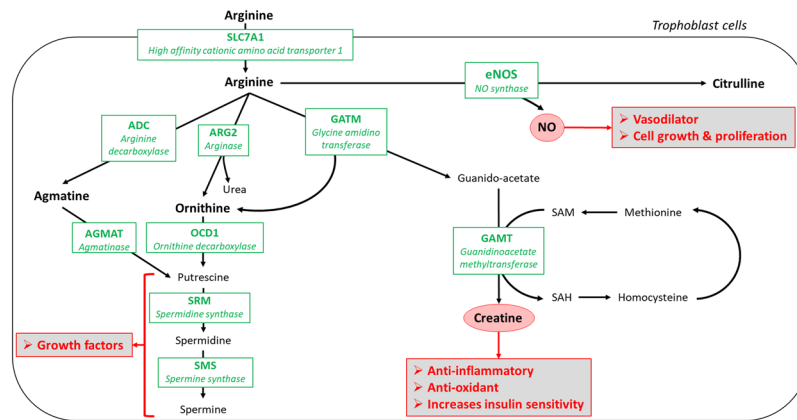 Arginine
Trophoblast cells
SLC7A1
High affinity cationic amino acid transporter 1
Arginine
eNOS
NO synthase
Citrulline
NO
➢ Vasodilator
➢ Cell growth & proliferation
ADC
Arginine
decarboxylase
ARG2
Arginase
GATM
Glycine amidino
transferase
Urea
Guanido-acetate
Agmatine
Ornithine
SAM
Methionine
AGMAT
Agmatinase
OCD1
Ornithine decarboxylase
GAMT
Guanidinoacetate
methyltransferase
Putrescine
SAH
Homocysteine
SRM
Spermidine synthase
Creatine
➢ Growth factors
Spermidine
SMS
Spermine synthase
➢ Anti-inflammatory
➢ Anti-oxidant
➢ Increases insulin sensitivity
Spermine